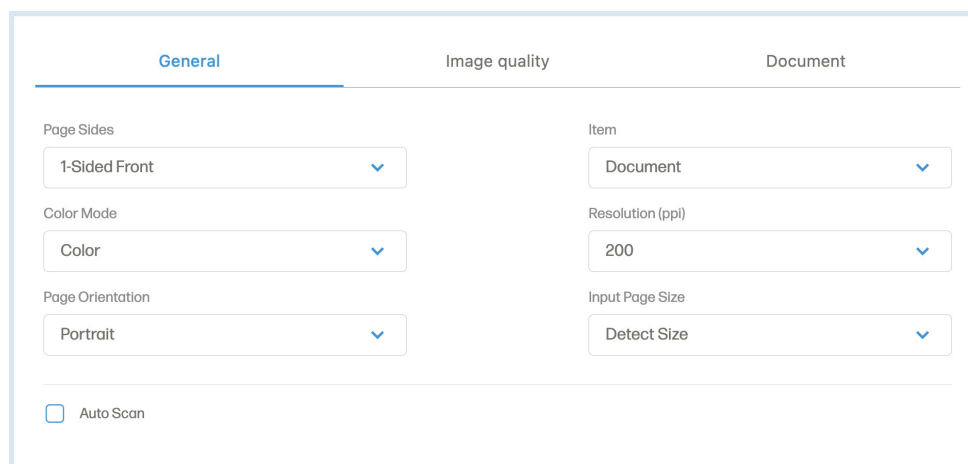 General Image quality Document
Page Sides Item
1-Sided Front Document
Color Mode Resolution (ppi)
Color 200
Page Orientation Input Page Size
Portrait Detect Size
Auto Scan